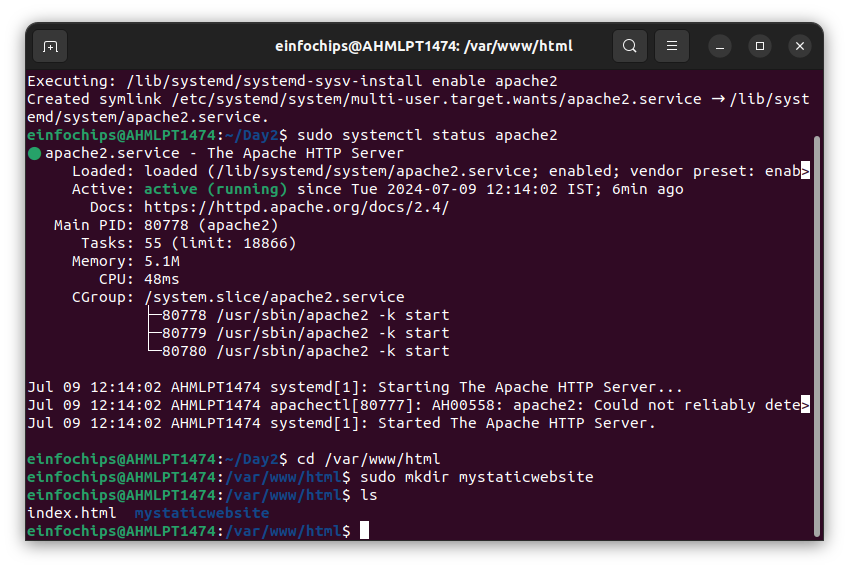 einfochips@AHMLPT1474: /var/www/html
Executing: /lib/systemd/systemd-sysv-install enable apache2
Created symlink /etc/systemd/system/multi-user.target.wants/apache2.service → /lib/syst
emd/system/apache2.service.
einfochips@AHMLPT1474:~/Day2$ sudo systemctl status apache2
● apache2.service - The Apache HTTP Server
     Loaded: loaded (/lib/systemd/system/apache2.service; enabled; vendor preset: enab>
     Active: active (running) since Tue 2024-07-09 12:14:02 IST; 6min ago
       Docs: https://httpd.apache.org/docs/2.4/
   Main PID: 80778 (apache2)
      Tasks: 55 (limit: 18866)
     Memory: 5.1M
        CPU: 48ms
     CGroup: /system.slice/apache2.service
             ├─80778 /usr/sbin/apache2 -k start
             ├─80779 /usr/sbin/apache2 -k start
             └─80780 /usr/sbin/apache2 -k start
Jul 09 12:14:02 AHMLPT1474 systemd[1]: Starting The Apache HTTP Server...
Jul 09 12:14:02 AHMLPT1474 apachectl[80777]: AH00558: apache2: Could not reliably dete>
Jul 09 12:14:02 AHMLPT1474 systemd[1]: Started The Apache HTTP Server.
einfochips@AHMLPT1474:~/Day2$ cd /var/www/html
einfochips@AHMLPT1474:/var/www/html$ sudo mkdir mystaticwebsite
einfochips@AHMLPT1474:/var/www/html$ ls
index.html  mystaticwebsite
einfochips@AHMLPT1474:/var/www/html$